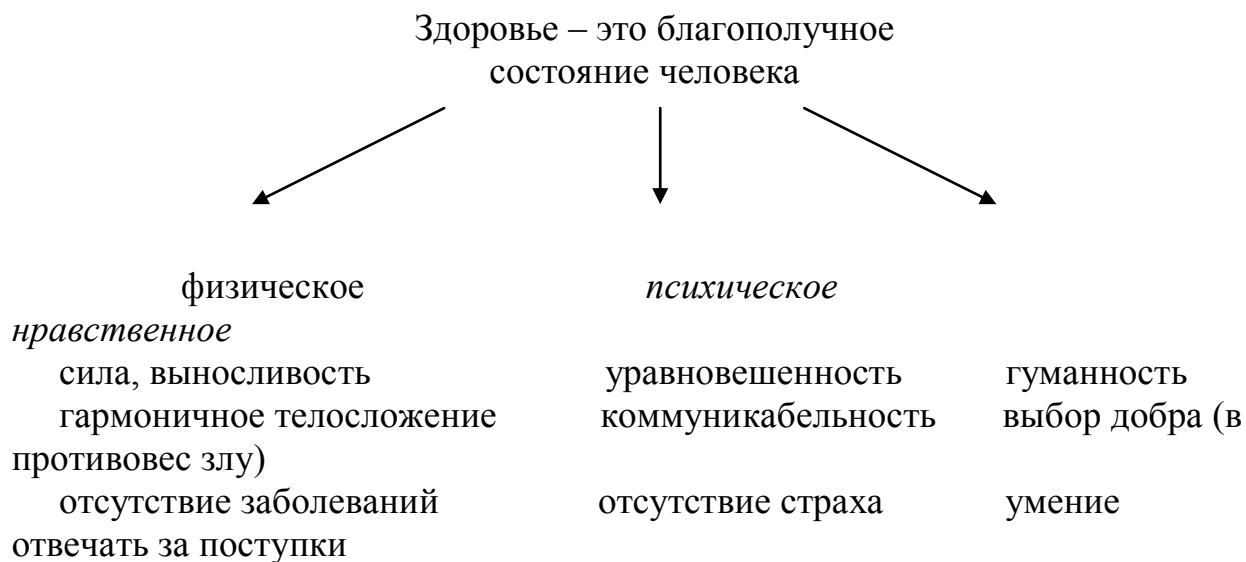 Здоровье – это благополучное
состояние человека
физическое психическое
нравственное
сила, выносливость уравновешенность гуманность
гармоничное телосложение коммуникабельность выбор добра (в
противовес злу)
отсутствие заболеваний отсутствие страха умение
отвечать за поступки